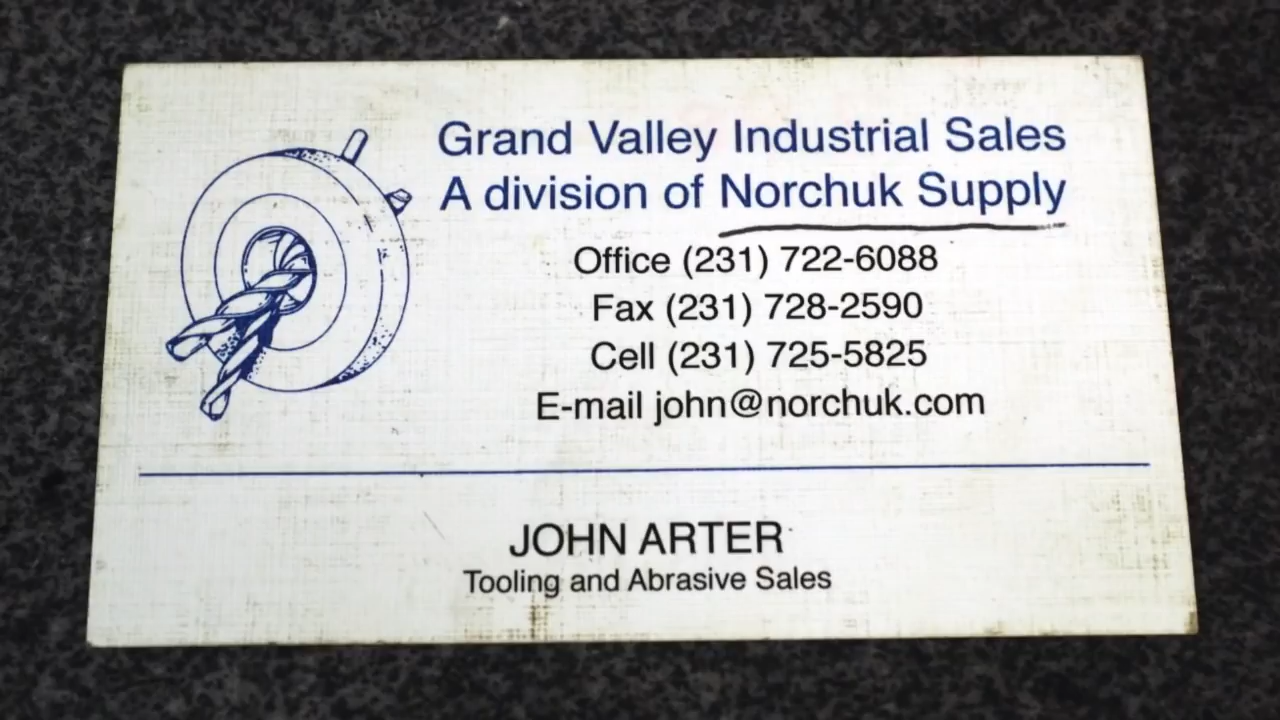 Grand Valley Industrial Sales
A division of Norchuk Supply
Office (231) 722-6088
Fax (231) 728-2590
Cell (231) 725-5825
E-mail john@norchuk.com
JOHN ARTER
Tooling and Abrasive Sales